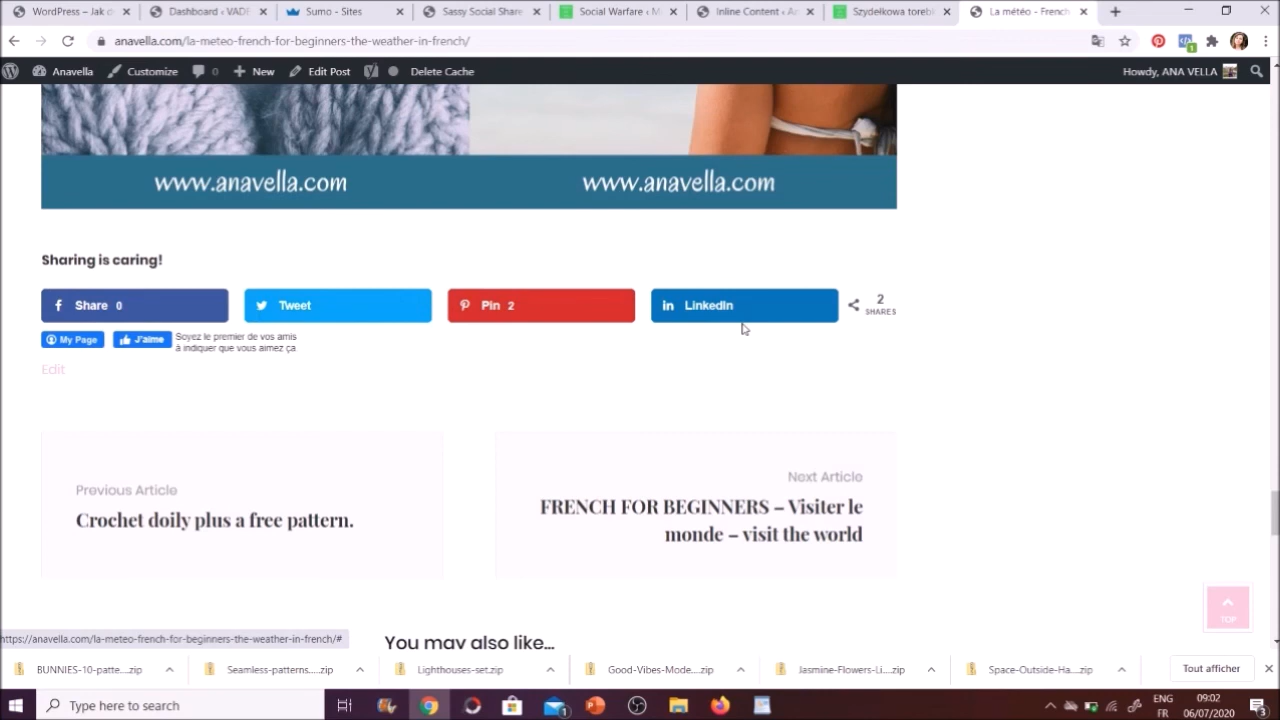 WordPress – Jak d
Dashboard ‹ VADE
Sumo - Sites
Sassy Social Share
Social Warfare ‹ M
Inline Content ‹ A
Szydełkowa toreb
La météo - French
anavella.com/la-meteo-french-for-beginners-the-weather-in-french/
Anavella
Customize
0
New
Edit Post
Delete Cache
Howdy, ANA VELLA
www.anavella.com
www.anavella.com
Sharing is caring!
Share 0
Tweet
Pin 2
LinkedIn
2
SHARES
My Page
J'aime
Soyez le premier de vos amis
à indiquer que vous aimez ça.
Edit
Previous Article
Crochet doily plus a free pattern.
Next Article
FRENCH FOR BEGINNERS – Visiter le
monde – visit the world
TOP
https://anavella.com/la-meteo-french-for-beginners-the-weather-in-french/#
You may also like...
BUNNIES-10-patte....zip
Seamless-patterns....zip
Lighthouses-set.zip
Good-Vibes-Mode....zip
Jasmine-Flowers-Li....zip
Space-Outside-Ha....zip
Tout afficher
Type here to search
1
ENG
FR
09:02
06/07/2020
3